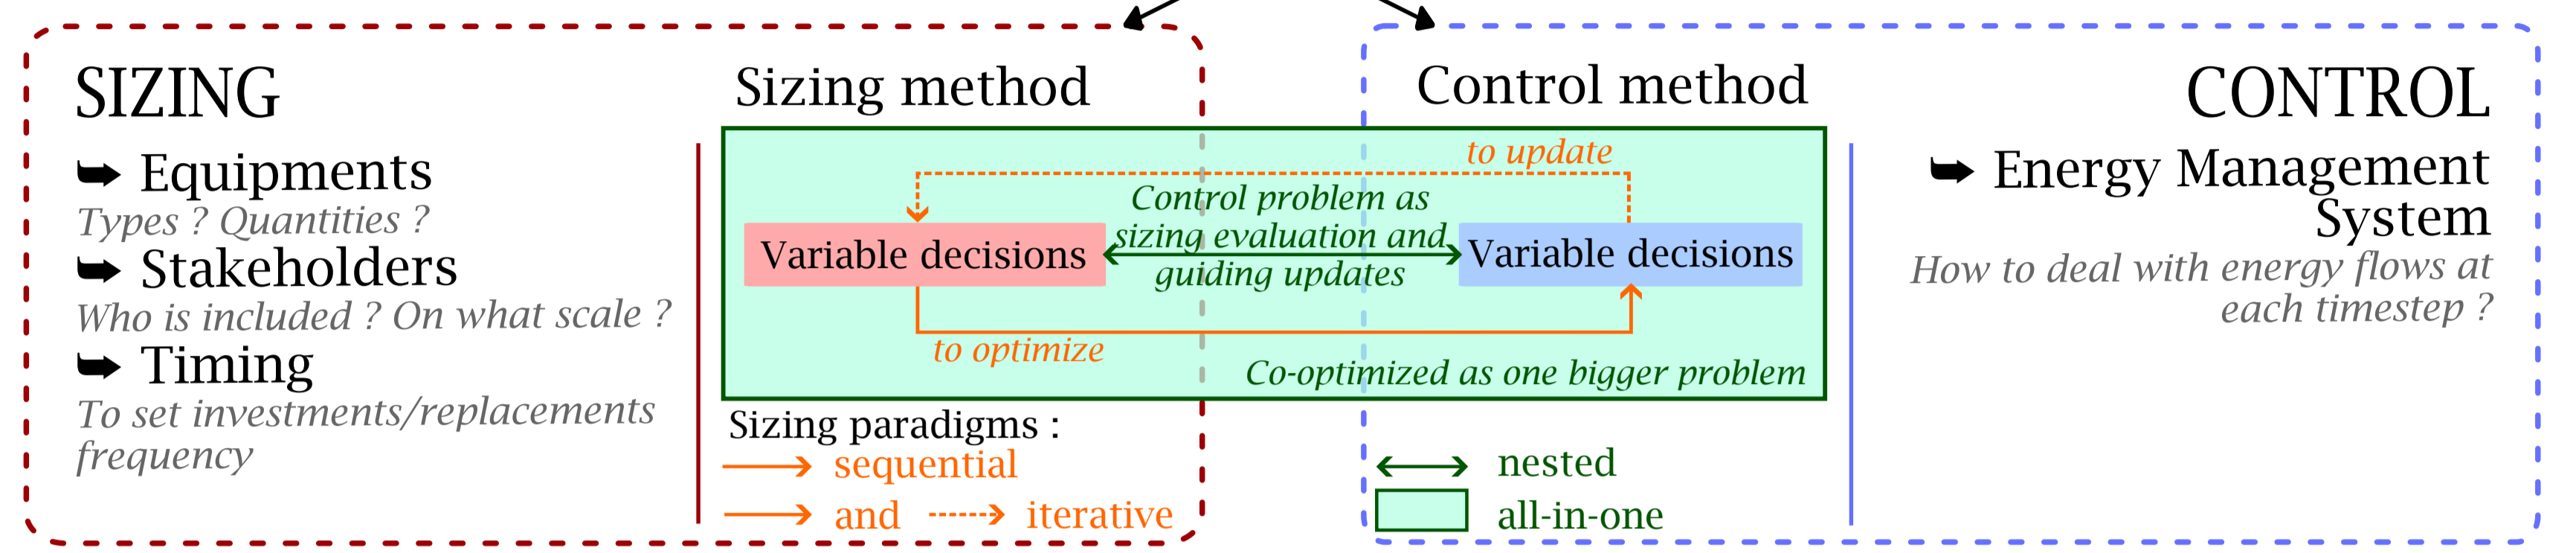 SIZING
➥ Equipments
Types ? Quantities ?
➥ Stakeholders
Who is included ? On what scale ?
➥ Timing
To set investments/replacements
frequency
Sizing method
Control method
to update
Control problem as
sizing evaluation and
guiding updates
Variable decisions
Variable decisions
to optimize
Co-optimized as one bigger problem
Sizing paradigms :
sequential
and
iterative
nested
all-in-one
CONTROL
➥ Energy Management
System
How to deal with energy flows at
each timestep ?